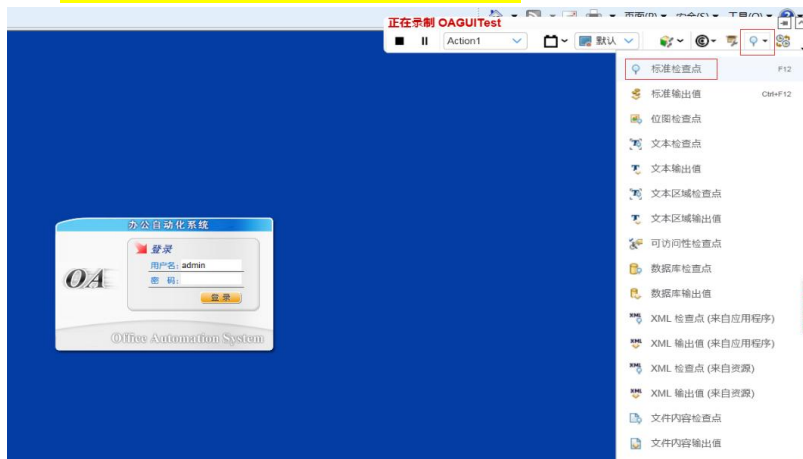 页面(P) 安全(S) 工具(O)
正在录制 OAGUITest
Action1
默认
标准检查点 F12
标准输出值 Ctrl+F12
位图检查点
文本检查点
文本输出值
文本区域检查点
文本区域输出值
可访问性检查点
数据库检查点
数据库输出值
XML 检查点 (来自应用程序)
XML 输出值 (来自应用程序)
XML 检查点 (来自资源)
XML 输出值 (来自资源)
文件内容检查点
文件内容输出值
办公自动化系统
登录
OA
用户名: admin
密 码:
登 录
Office Automation System